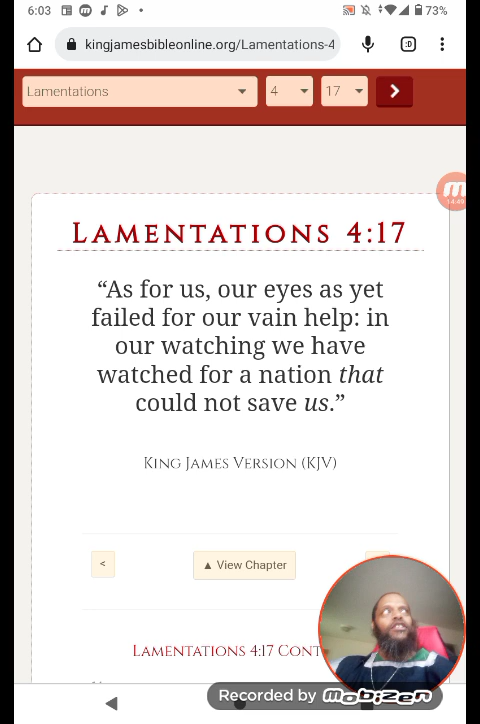 6:03
73%
kingjamesbibleonline.org/Lamentations-4
:D
Lamentations 4 17
14:49
LAMENTATIONS 4:17
“As for us, our eyes as yet
failed for our vain help: in
our watching we have
watched for a nation that
could not save us.”
KING JAMES VERSION (KJV)
<
▲ View Chapter
LAMENTATIONS 4:17 CONT
Recorded by mobizen